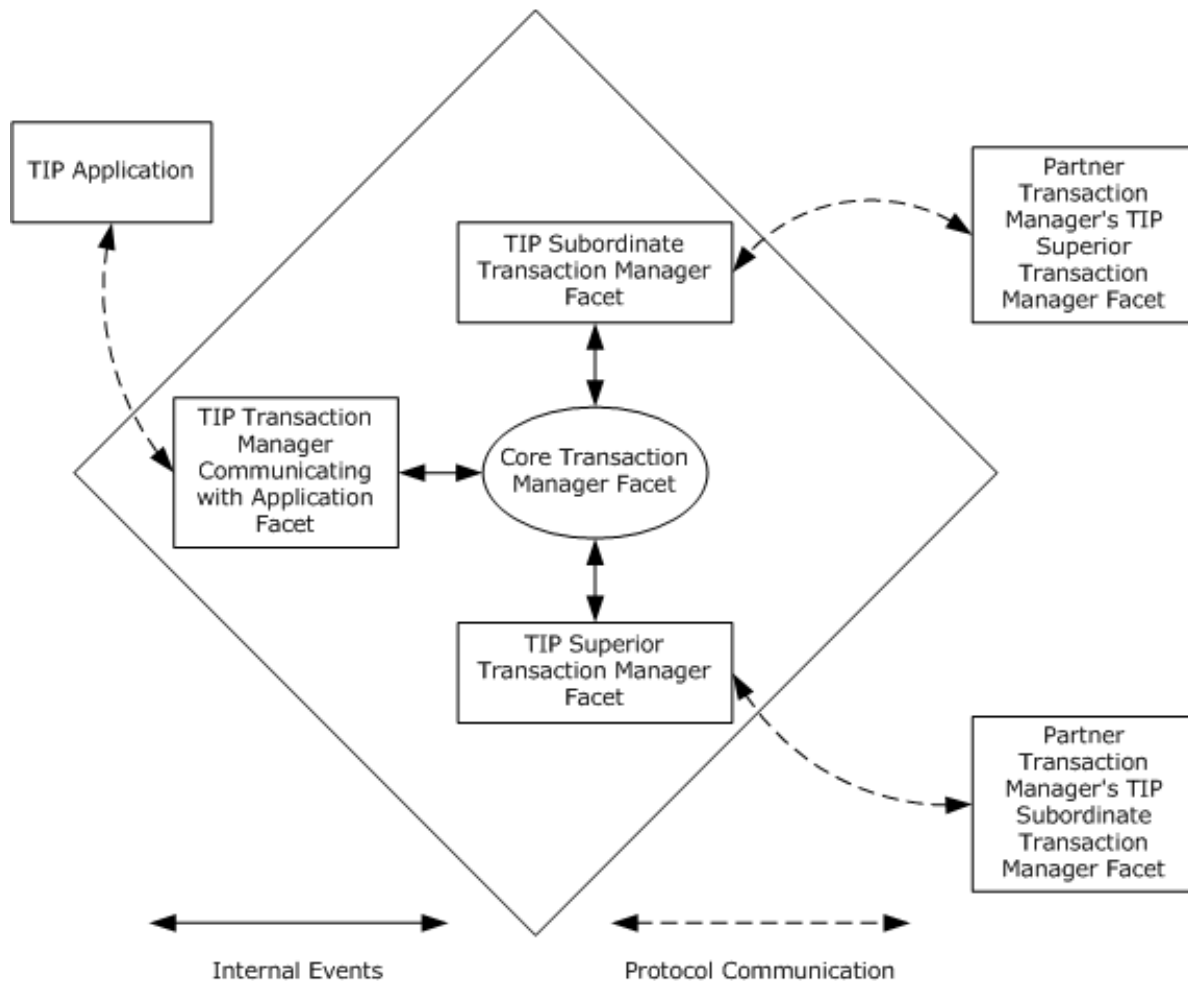 TIP Application
TIP Subordinate
Transaction Manager
Facet
Partner
Transaction
Manager's TIP
Superior
Transaction
Manager Facet
TIP Transaction
Manager
Communicating
with Application
Facet
Core Transaction
Manager Facet
TIP Superior
Transaction Manager
Facet
Partner
Transaction
Manager's TIP
Subordinate
Transaction
Manager Facet
Internal Events
Protocol Communication